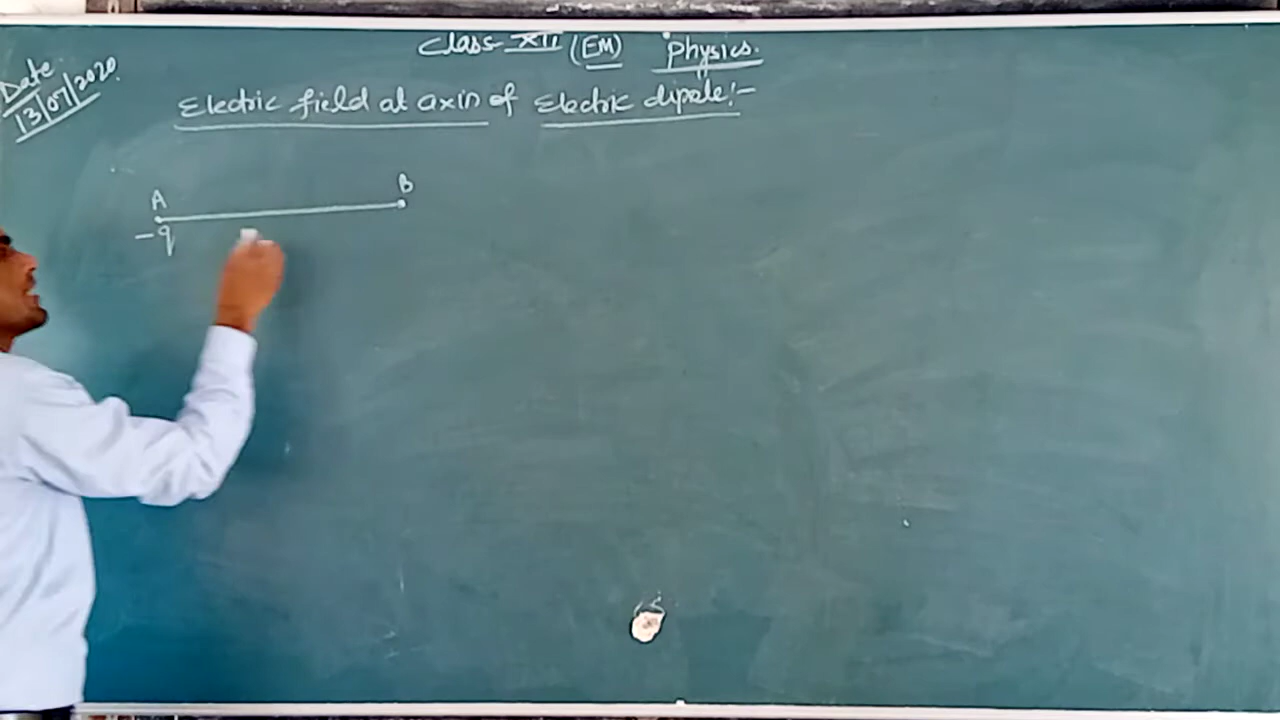 Class XII (EM) Physics.
Date
13/07/2020
Electric field at axis of Electric dipole:-
A B
-q